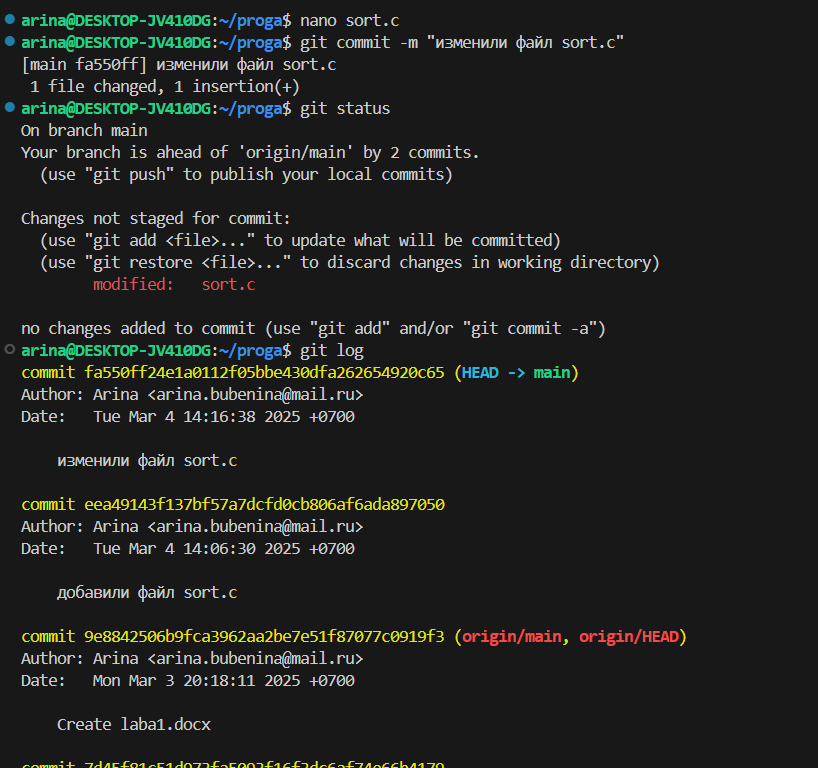 arina@DESKTOP-JV410DG:~/proga$ nano sort.c
arina@DESKTOP-JV410DG:~/proga$ git commit -m "изменили файл sort.c"
[main fa550ff] изменили файл sort.c
 1 file changed, 1 insertion(+)
arina@DESKTOP-JV410DG:~/proga$ git status
On branch main
Your branch is ahead of 'origin/main' by 2 commits.
  (use "git push" to publish your local commits)

Changes not staged for commit:
  (use "git add <file>..." to update what will be committed)
  (use "git restore <file>..." to discard changes in working directory)
        modified:   sort.c

no changes added to commit (use "git add" and/or "git commit -a")
arina@DESKTOP-JV410DG:~/proga$ git log
commit fa550ff24e1a0112f05bbe430dfa262654920c65 (HEAD -> main)
Author: Arina <arina.bubenina@mail.ru>
Date:   Tue Mar 4 14:16:38 2025 +0700

    изменили файл sort.c

commit eea49143f137bf57a7dcfd0cb806af6ada897050
Author: Arina <arina.bubenina@mail.ru>
Date:   Tue Mar 4 14:06:30 2025 +0700

    добавили файл sort.c

commit 9e8842506b9fca3962aa2be7e51f87077c0919f3 (origin/main, origin/HEAD)
Author: Arina <arina.bubenina@mail.ru>
Date:   Mon Mar 3 20:18:11 2025 +0700

    Create laba1.docx

commit